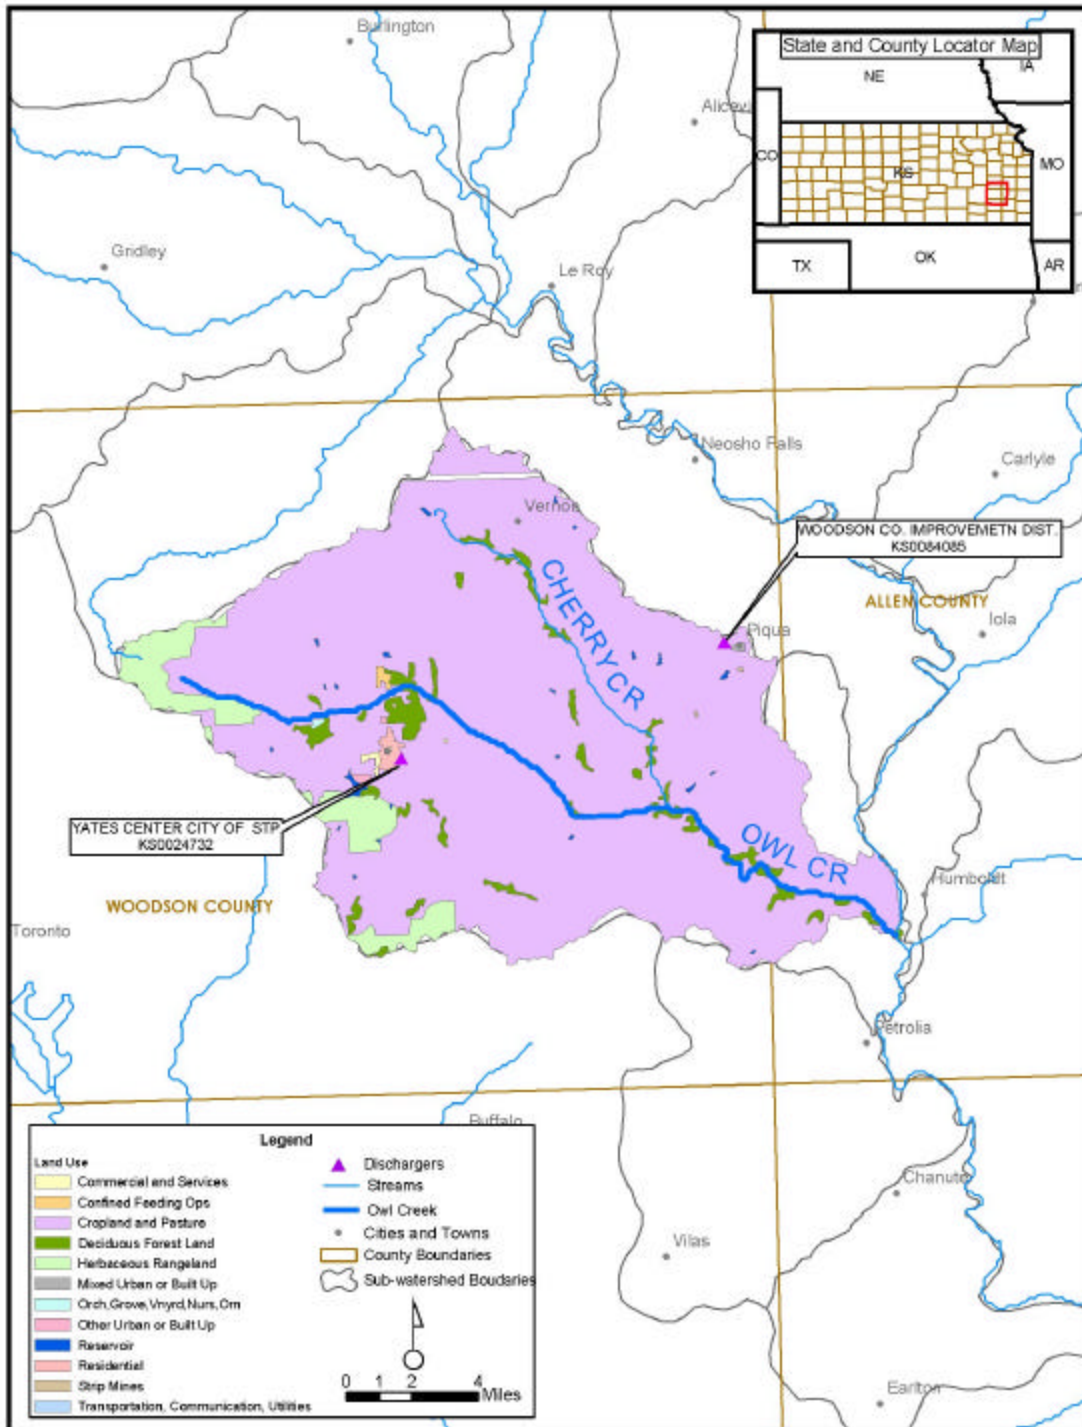 Burlington
State and County Locator Map
NE
IA
CO
KS
MO
TX
OK
AR
Gridley
Le Roy
Neosho Falls
Carlyle
WOODSON CO. IMPROVEMETN DIST.
KS0084085
ALLEN COUNTY
Iola
Piqua
CHERRY CR
OWL CR
YATES CENTER CITY OF STP
KS0024732
WOODSON COUNTY
Toronto
Humboldt
Petrolia
Buffalo
Chanute
Vilas
Earlton
Legend
Land Use
Commercial and Services
Confined Feeding Ops
Cropland and Pasture
Deciduous Forest Land
Herbaceous Rangeland
Mixed Urban or Built Up
Orch,Grove,Vnyrd,Nurs,Orn
Other Urban or Built Up
Reservoir
Residential
Strip Mines
Transportation, Communication, Utilities
Dischargers
Streams
Owl Creek
Cities and Towns
County Boundaries
Sub-watershed Boudaries
0 1 2 4
Miles